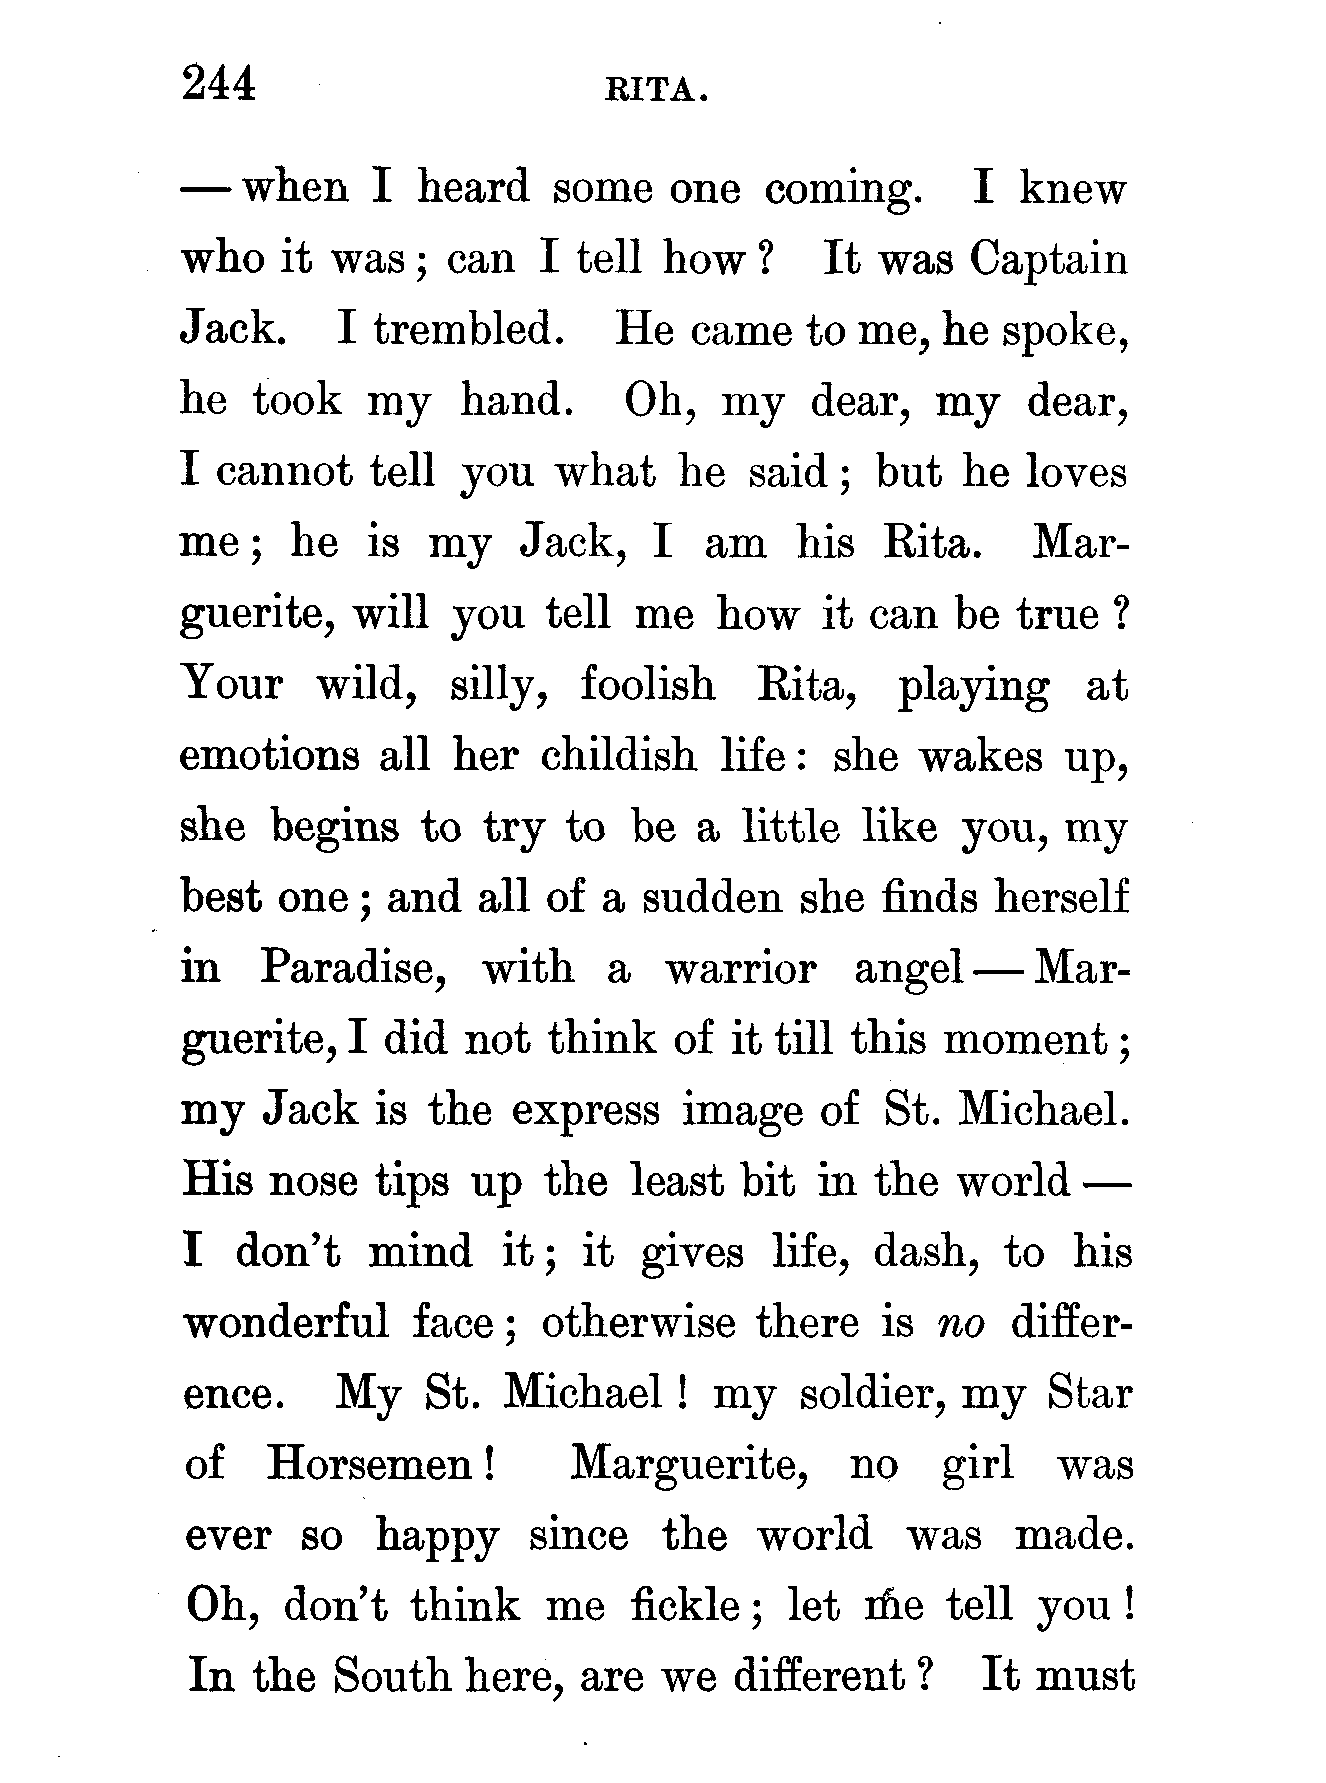 244 RITA.
— when I heard some one coming. I knew
who it was ; can I tell how ? It was Captain
Jack. I trembled. He came to me, he spoke,
he took my hand. Oh, my dear, my dear,
I cannot tell you what he said ; but he loves
me ; he is my Jack, I am his Rita. Mar-
guerite, will you tell me how it can be true ?
Your wild, silly, foolish Rita, playing at
emotions all her childish life : she wakes up,
she begins to try to be a little like you, my
best one ; and all of a sudden she finds herself
in Paradise, with a warrior angel — Mar-
guerite, I did not think of it till this moment ;
my Jack is the express image of St. Michael.
His nose tips up the least bit in the world —
I don't mind it ; it gives life, dash, to his
wonderful face ; otherwise there is no differ-
ence. My St. Michael ! my soldier, my Star
of Horsemen ! Marguerite, no girl was
ever so happy since the world was made.
Oh, don't think me fickle ; let me tell you !
In the South here, are we different ? It must